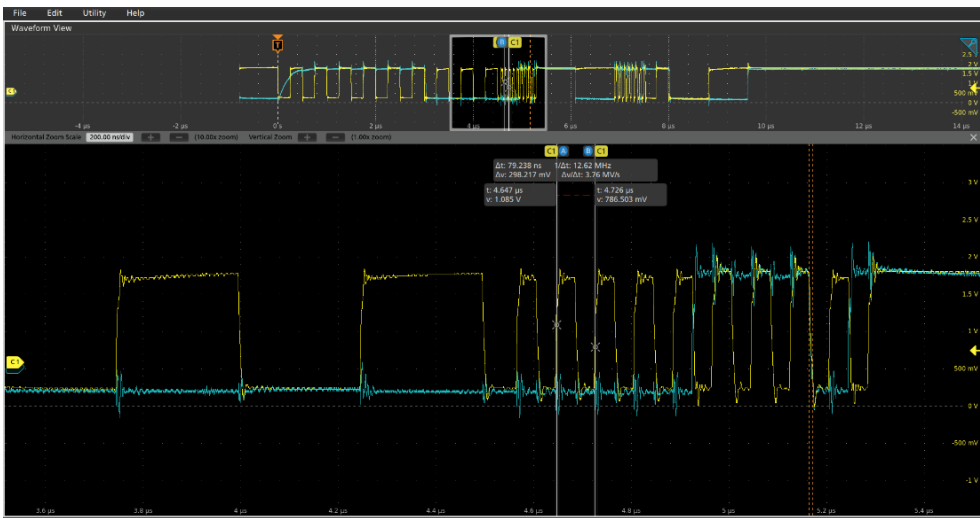 File Edit Utility Help
Waveform View
T
B C1
2.5
2 V
1.5 V
1 V
500 mV
0 V
-500 mV
C1
-4 µs -2 µs 0 s 2 µs 4 µs 6 µs 8 µs 10 µs 12 µs 14 µs
Horizontal Zoom Scale 200.00 ns/div + — (10.00x zoom) Vertical Zoom + — (1.00x zoom) ×
C1 A B C1
Δt: 79.238 ns 1/Δt: 12.62 MHz
Δv: 298.217 mV Δv/Δt: 3.76 MV/s
t: 4.647 µs t: 4.726 µs
v: 1.085 V v: 786.503 mV
3 V
2.5 V
2 V
1.5 V
1 V
C1
500 mV
0 V
-500 mV
-1 V
3.6 µs 3.8 µs 4 µs 4.2 µs 4.4 µs 4.6 µs 4.8 µs 5 µs 5.2 µs 5.4 µs